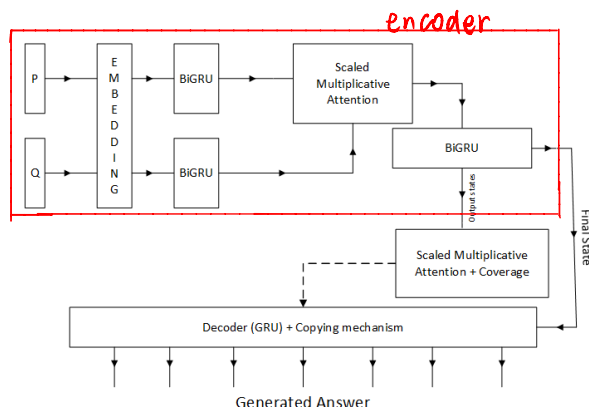 encoder
P
EMBEDDING
BiGRU
Scaled
Multiplicative
Attention
Q
BiGRU
BiGRU
Output states
Final State
Scaled Multiplicative
Attention + Coverage
Decoder (GRU) + Copying mechanism
Generated Answer